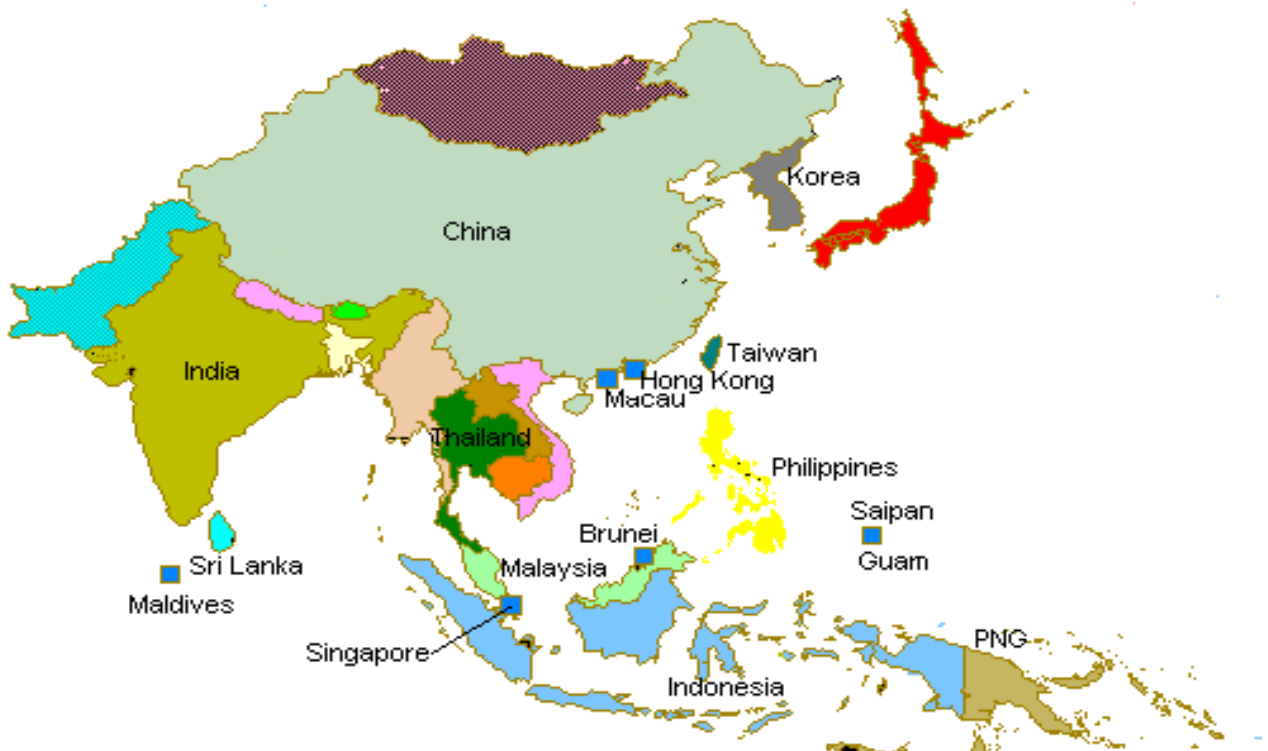 Korea
China
Taiwan
India
Hong Kong
Macau
Thailand
Philippines
Saipan
Brunei
Guam
Sri Lanka
Malaysia
Maldives
PNG
Singapore
Indonesia